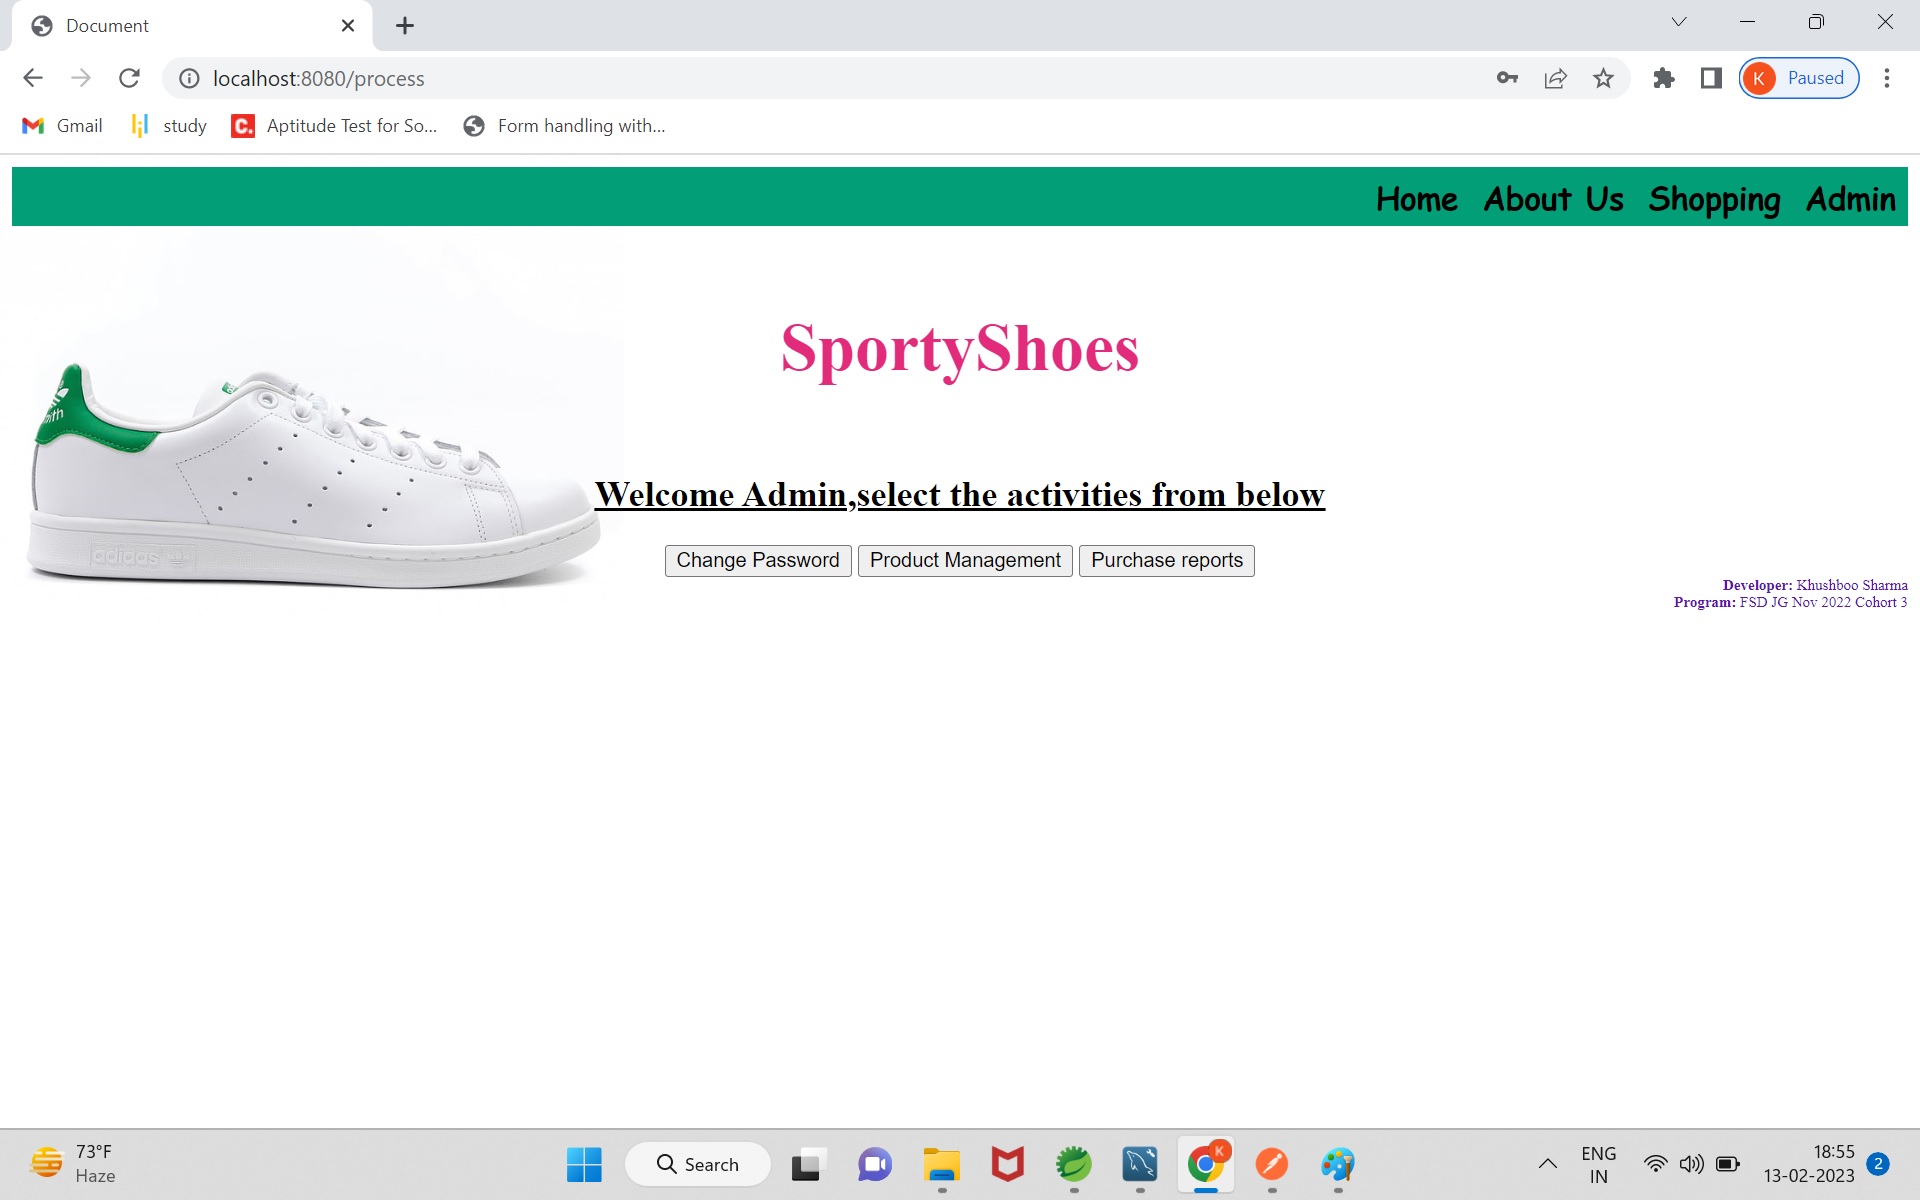 Document
localhost:8080/process
K Paused
Gmail study C. Aptitude Test for So... Form handling with...
Home About Us Shopping Admin
SportyShoes
Welcome Admin,select the activities from below
adidas
Change Password Product Management Purchase reports
Developer: Khushboo Sharma
Program: FSD JG Nov 2022 Cohort 3
73°F
Haze
Search
K
ENG
IN
18:55
13-02-2023
2